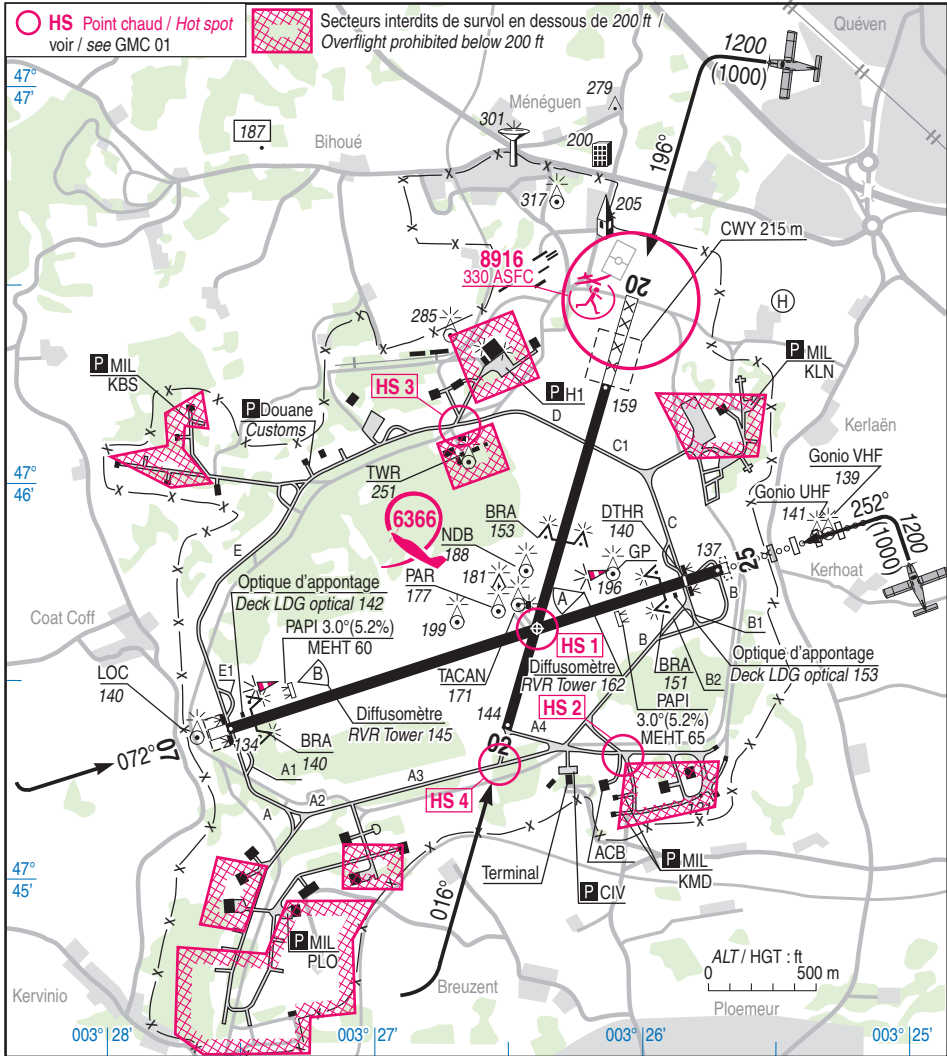 HS Point chaud / Hot spot
voir / see GMC 01
Secteurs interdits de survol en dessous de 200 ft /
Overflight prohibited below 200 ft
Quéven
1200
(1000)
47°
47'
279
Ménéguen
301
187
Bihoué
200
196°
317
205
CWY 215 m
8916
330 ASFC
20
H
285
P MIL
KBS
HS 3
P H1
P MIL
KLN
P Douane
Customs
159
D
C1
Kerlaën
47°
46'
TWR
251
Gonio VHF
139
Gonio UHF
141
252°
1200
(1000)
6366
BRA
153
DTHR
140
C
NDB
188
GP
137
25
E
PAR
177
181
196
Kerhoat
Optique d'appontage
Deck LDG optical 142
A
B
Coat Coff
PAPI 3.0°(5.2%)
MEHT 60
199
B
B1
HS 1
E1
B
TACAN
171
Diffusomètre
RVR Tower 162
BRA
151
B2
Optique d'appontage
Deck LDG optical 153
LOC
140
Diffusomètre
RVR Tower 145
144
HS 2
PAPI
3.0°(5.2%)
MEHT 65
134
02
A4
072°
07
A1
BRA
140
A3
HS 4
A2
A
47°
45'
016°
Terminal
ACB
P CIV
P MIL
KMD
P MIL
PLO
ALT / HGT : ft
0 500 m
Kervinio
Breuzent
Ploemeur
003° 28'
003° 27'
003° 26'
003° 25'